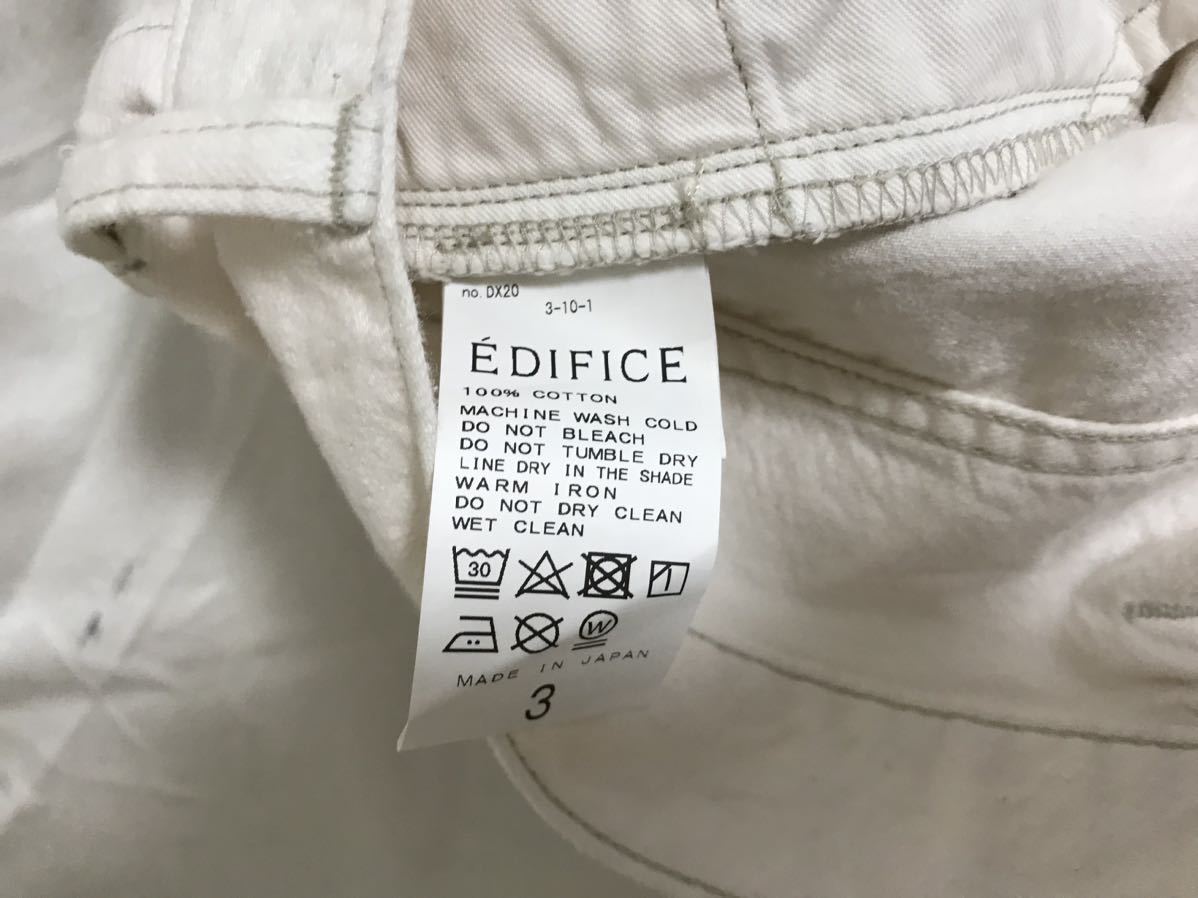 no. DX20
3-10-1
ÉDIFICE
100% COTTON
MACHINE WASH COLD
DO NOT BLEACH
DO NOT TUMBLE DRY
LINE DRY IN THE SHADE
WARM IRON
DO NOT DRY CLEAN
WET CLEAN
30
W
MADE IN JAPAN
3